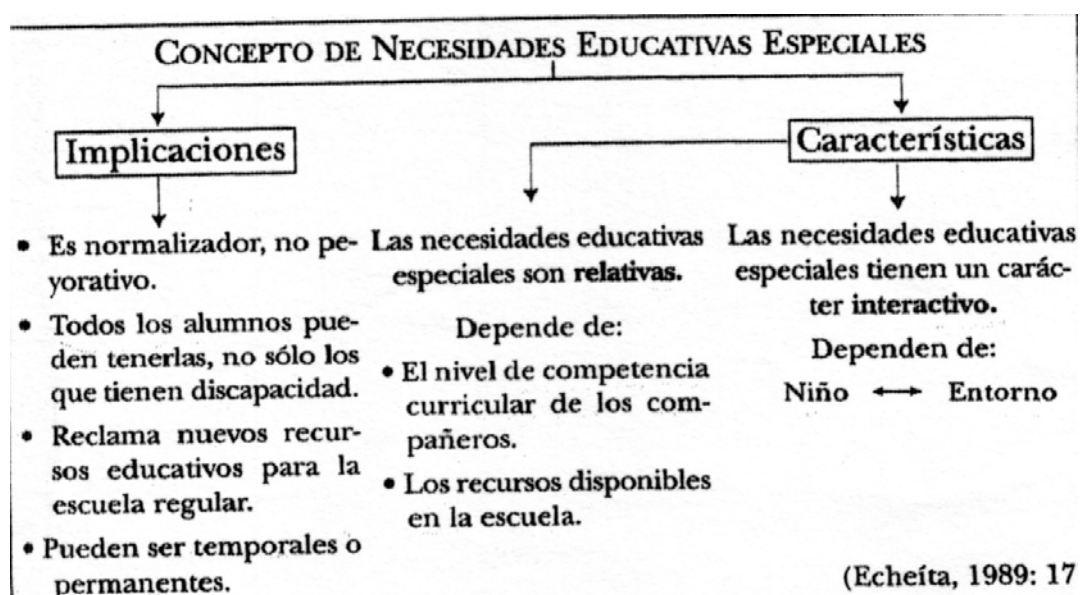 CONCEPTO DE NECESIDADES EDUCATIVAS ESPECIALES
Implicaciones
• Es normalizador, no pe-
yorativo.
• Todos los alumnos pue-
den tenerlas, no sólo los
que tienen discapacidad.
• Reclama nuevos recur-
sos educativos para la
escuela regular.
• Pueden ser temporales o
permanentes.
Características
Las necesidades educativas
especiales son relativas.
Depende de:
• El nivel de competencia
curricular de los com-
pañeros.
• Los recursos disponibles
en la escuela.
Las necesidades educativas
especiales tienen un carác-
ter interactivo.
Dependen de:
Niño ⟷ Entorno
(Echeíta, 1989: 17